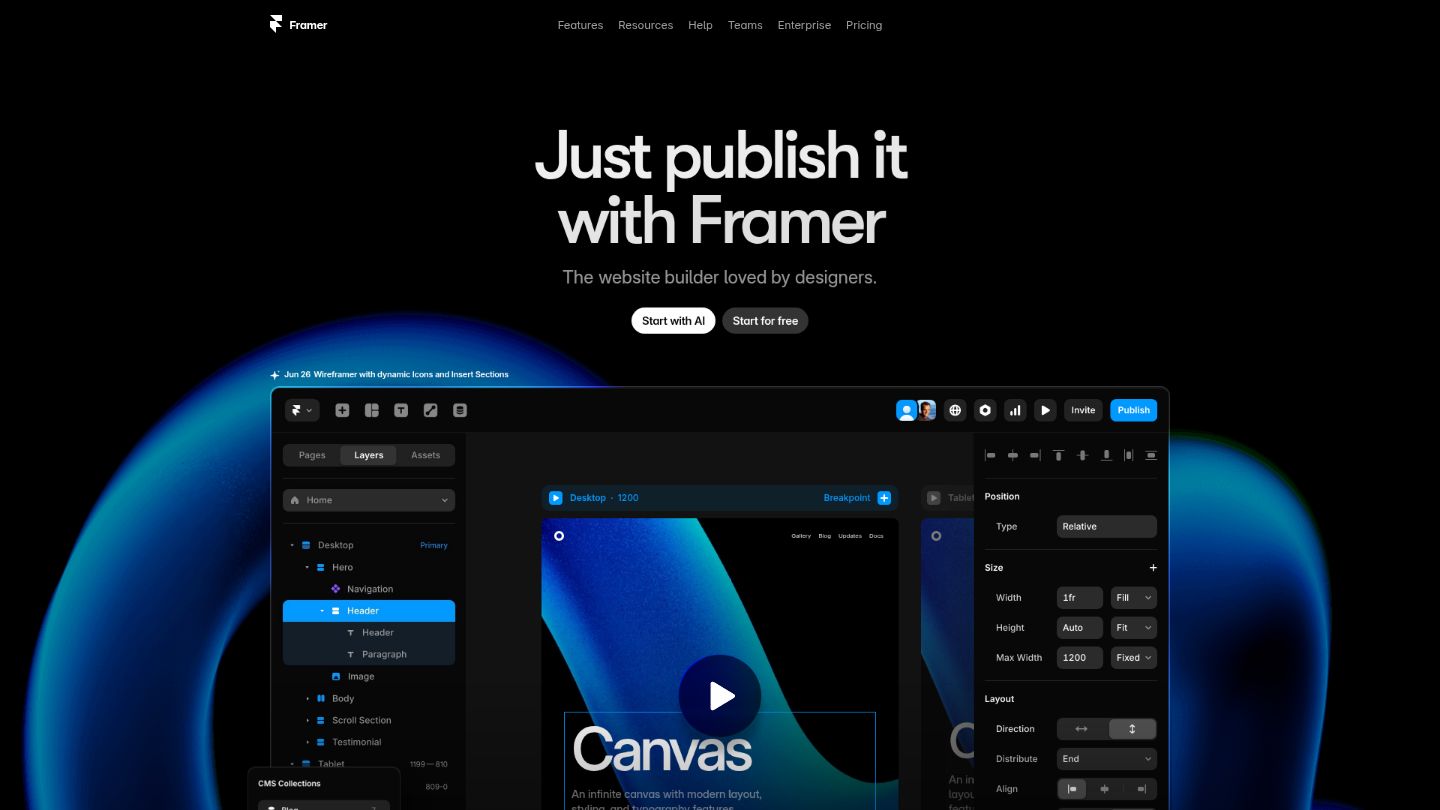 Framer
Features Resources Help Teams Enterprise Pricing
Just publish it
with Framer
The website builder loved by designers.
Start with AI Start for free
Jun 26 Wireframer with dynamic Icons and Insert Sections
Invite Publish
Pages Layers Assets
Home
Desktop Primary
Hero
Navigation
Header
Header
Paragraph
Image
Body
Scroll Section
Testimonial
Tablet 1199 — 810
809-0
CMS Collections
Desktop · 1200 Breakpoint
Gallery Blog Updates Docs
Canvas
An infinite canvas with modern layout,
styling, and typography features.
Tablet
C
An in
layou
featu
Position
Type Relative
Size
Width 1fr Fill
Height Auto Fit
Max Width 1200 Fixed
Layout
Direction
Distribute End
Align